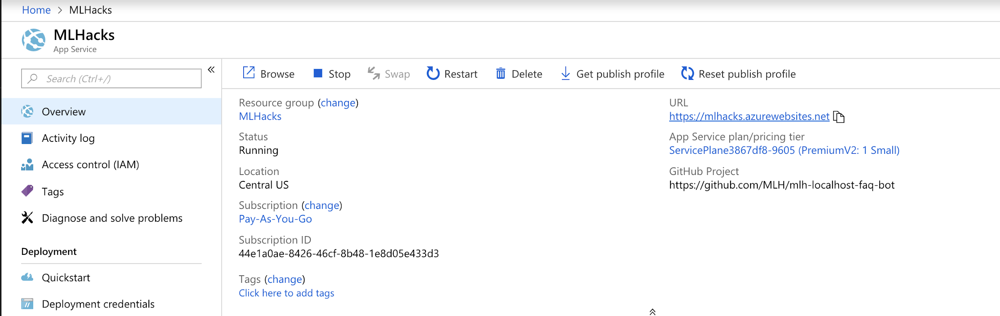 Home > MLHacks
MLHacks
App Service
Search (Ctrl+/)
Overview
Activity log
Access control (IAM)
Tags
Diagnose and solve problems
Deployment
Quickstart
Deployment credentials
Browse Stop Swap Restart Delete Get publish profile Reset publish profile
Resource group (change)
MLHacks
Status
Running
Location
Central US
Subscription (change)
Pay-As-You-Go
Subscription ID
44e1a0ae-8426-46cf-8b48-1e8d05e433d3
Tags (change)
Click here to add tags
URL
https://mlhacks.azurewebsites.net
App Service plan/pricing tier
ServicePlane3867df8-9605 (PremiumV2: 1 Small)
GitHub Project
https://github.com/MLH/mlh-localhost-faq-bot